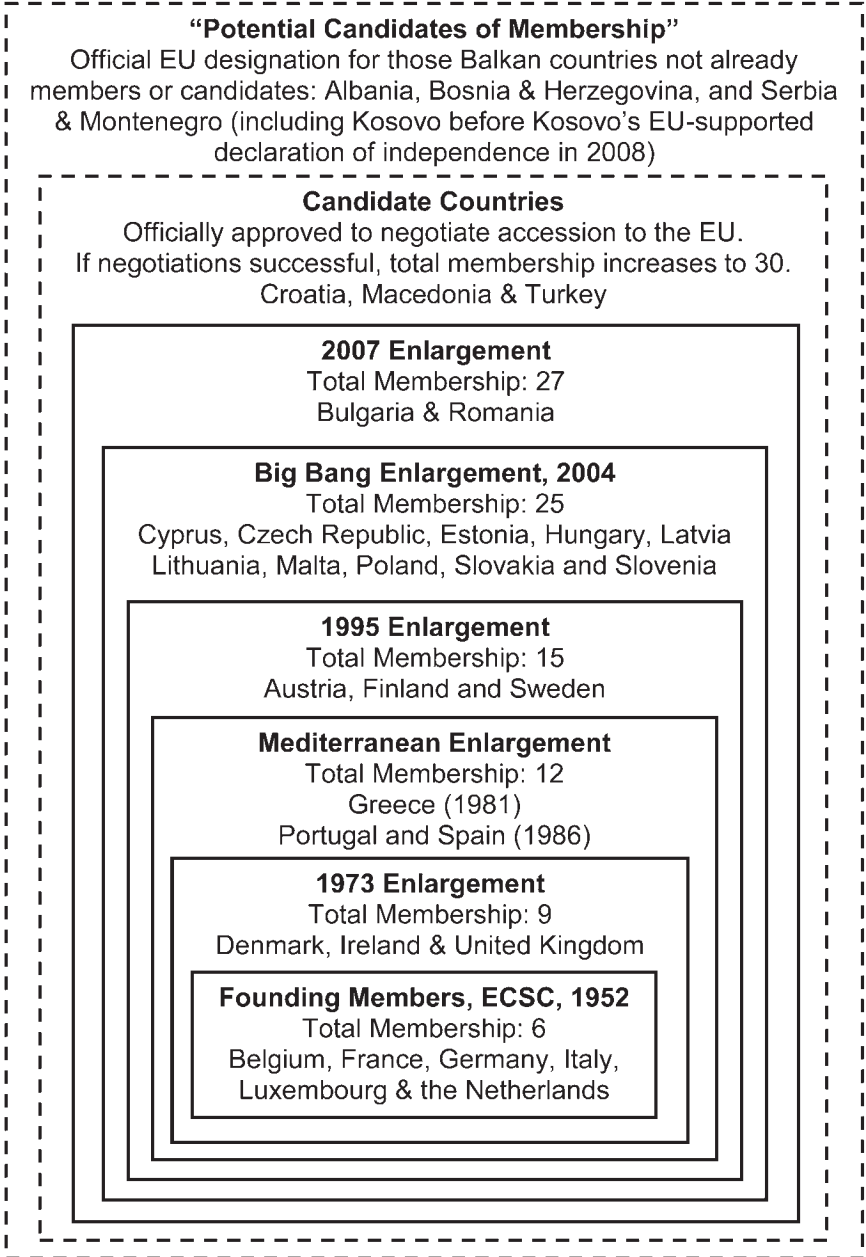 “Potential Candidates of Membership”
Official EU designation for those Balkan countries not already
members or candidates: Albania, Bosnia & Herzegovina, and Serbia
& Montenegro (including Kosovo before Kosovo’s EU-supported
declaration of independence in 2008)
Candidate Countries
Officially approved to negotiate accession to the EU.
If negotiations successful, total membership increases to 30.
Croatia, Macedonia & Turkey
2007 Enlargement
Total Membership: 27
Bulgaria & Romania
Big Bang Enlargement, 2004
Total Membership: 25
Cyprus, Czech Republic, Estonia, Hungary, Latvia
Lithuania, Malta, Poland, Slovakia and Slovenia
1995 Enlargement
Total Membership: 15
Austria, Finland and Sweden
Mediterranean Enlargement
Total Membership: 12
Greece (1981)
Portugal and Spain (1986)
1973 Enlargement
Total Membership: 9
Denmark, Ireland & United Kingdom
Founding Members, ECSC, 1952
Total Membership: 6
Belgium, France, Germany, Italy,
Luxembourg & the Netherlands